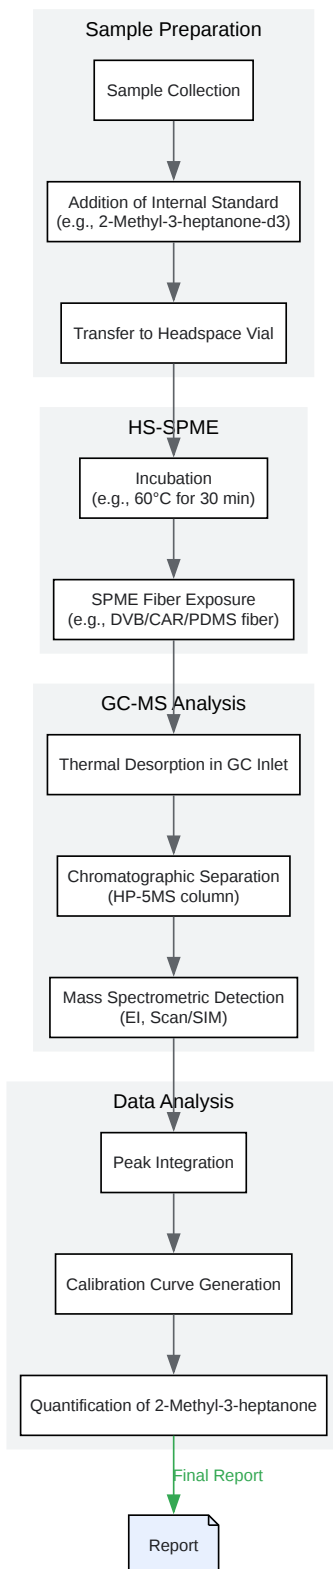 Sample Preparation
Sample Collection
Addition of Internal Standard
(e.g., 2-Methyl-3-heptanone-d3)
Transfer to Headspace Vial
HS-SPME
Incubation
(e.g., 60°C for 30 min)
SPME Fiber Exposure
(e.g., DVB/CAR/PDMS fiber)
GC-MS Analysis
Thermal Desorption in GC Inlet
Chromatographic Separation
(HP-5MS column)
Mass Spectrometric Detection
(EI, Scan/SIM)
Data Analysis
Peak Integration
Calibration Curve Generation
Quantification of 2-Methyl-3-heptanone
Final Report
Report